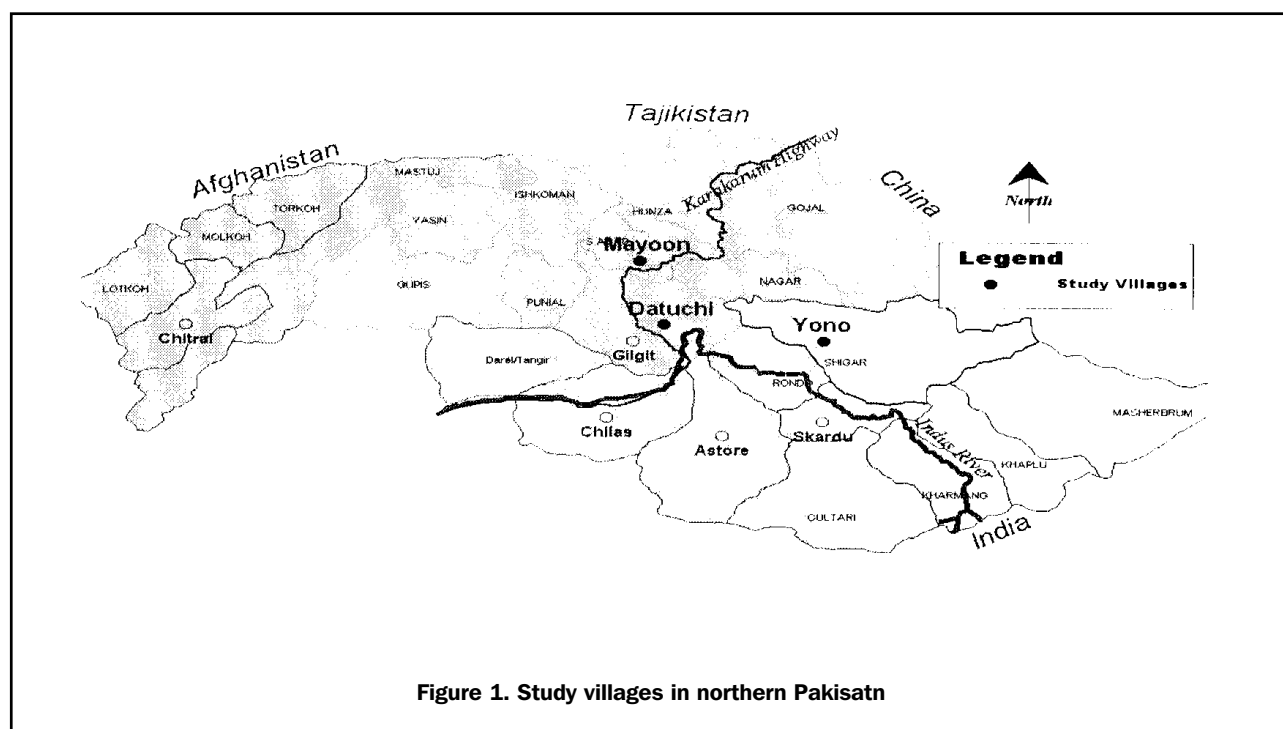 Tajikistan
Karakorum Highway
Afghanistan
MASTUJ
ISHKOMAN
China
North
TORKOH
YASIN
HUNZA
GOJAL
MOLKOH
Mayoon
Legend
Study Villages
LOTKOH
GUPIS
PUNIAL
NAGAR
Datuchi
Yono
Chitral
Gilgit
SHIGAR
Darel/Tangir
RONDU
MASHERBRUM
Chilas
Astore
Skardu
Indus River
KHAPLU
KHARMANG
GULTARI
India
Figure 1. Study villages in northern Pakisatn